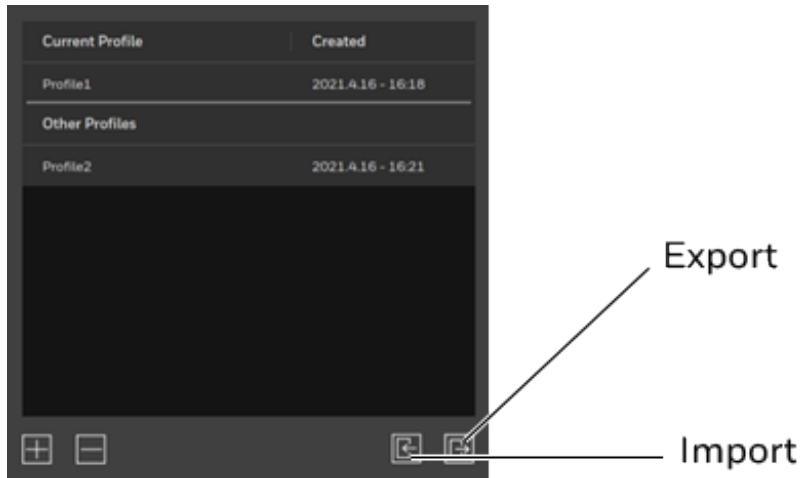 Current Profile Created
Profile1 2021.4.16 - 16:18
Other Profiles
Profile2 2021.4.16 - 16:21
Export
Import